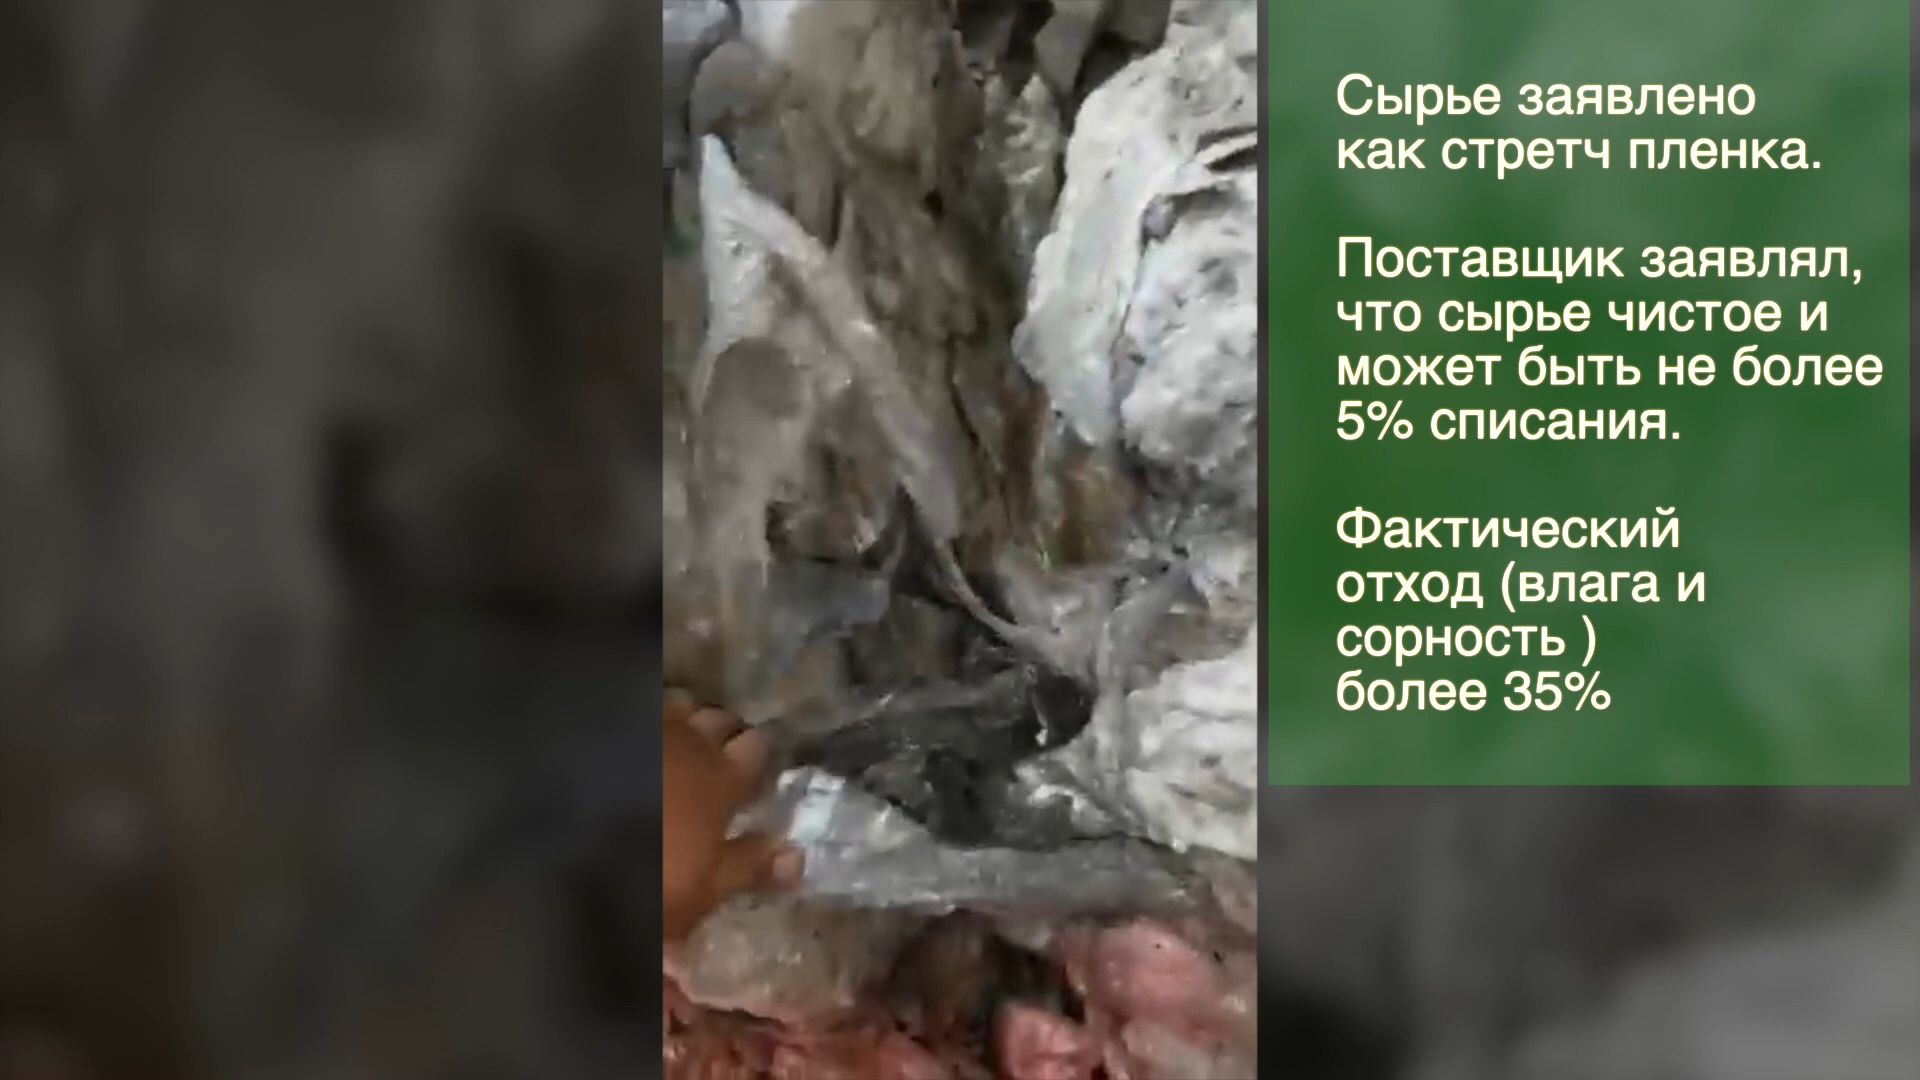 Сырье заявлено
как стретч пленка.
Поставщик заявлял,
что сырье чистое и
может быть не более
5% списания.
Фактический
отход (влага и
сорность )
более 35%